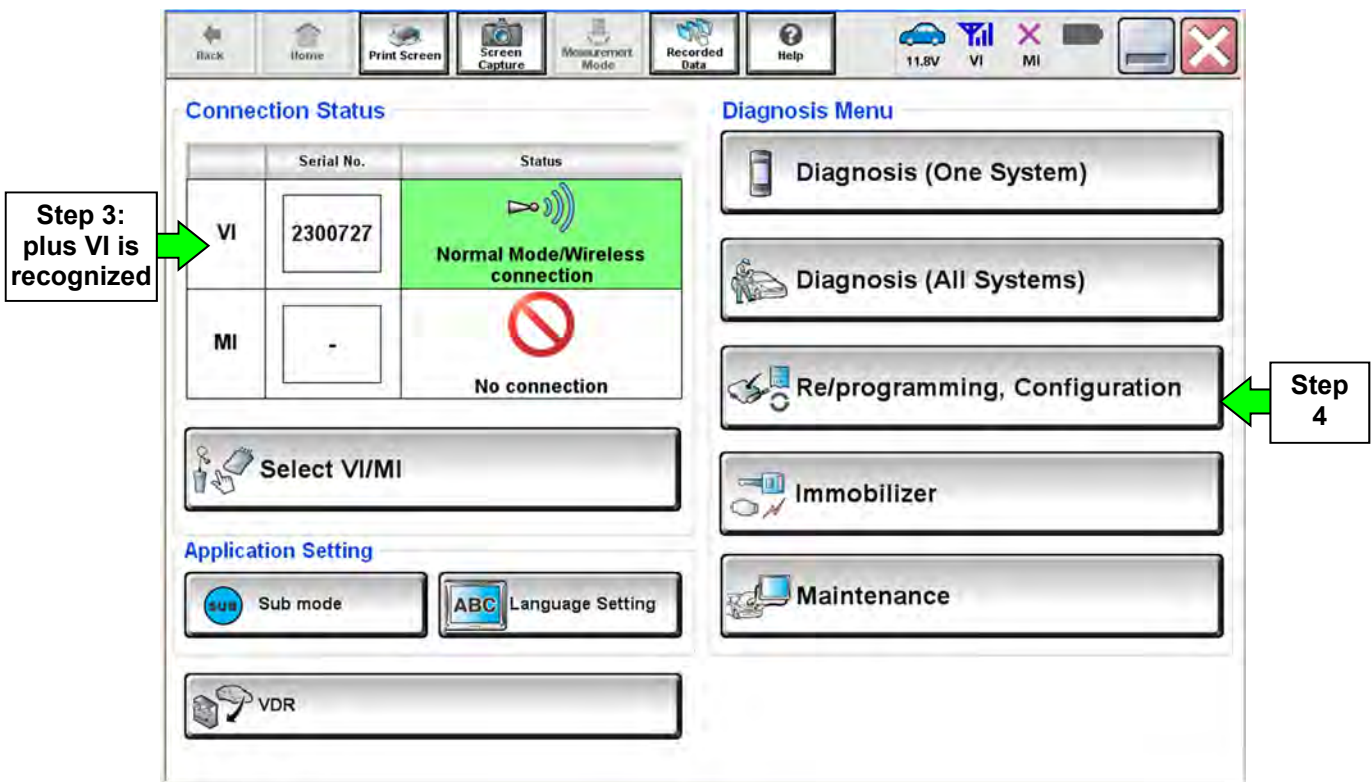 Back
Home
Print Screen
Screen
Capture
Measurement
Mode
Recorded
Data
Help
11.8V
VI
MI
Connection Status
Serial No.
Status
VI
2300727
Normal Mode/Wireless
connection
MI
-
No connection
Select VI/MI
Application Setting
SUB
Sub mode
ABC
Language Setting
VDR
Diagnosis Menu
Diagnosis (One System)
Diagnosis (All Systems)
Re/programming, Configuration
Immobilizer
Maintenance
Step 3:
plus VI is
recognized
Step
4